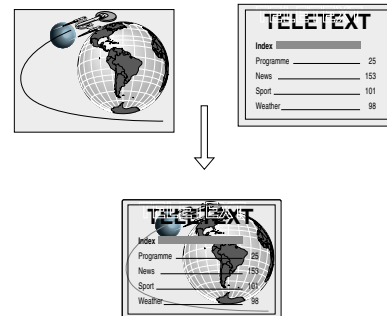 TELETEXT
Index
Programme 25
News 153
Sport 101
Weather 98
TELETEXT
Index
Programme 25
News 153
Sport 101
Weather 98